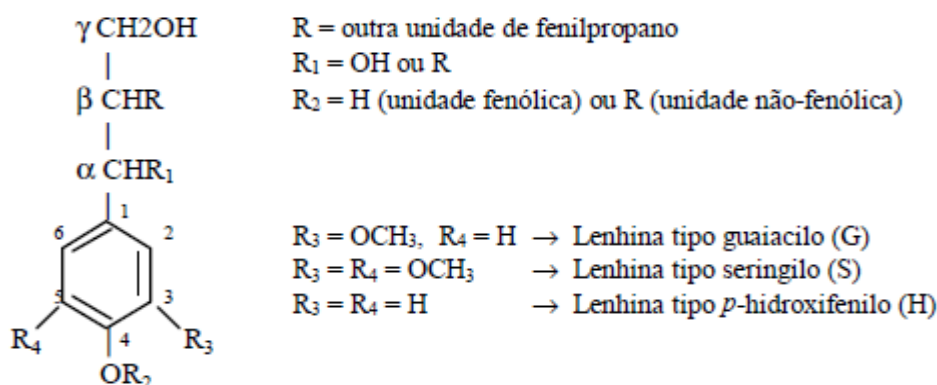 γ CH2OH R = outra unidade de fenilpropano
R₁ = OH ou R
β CHR R₂ = H (unidade fenólica) ou R (unidade não-fenólica)
α CHR₁
1
6 2
R₃ = OCH₃, R₄ = H → Lenhina tipo guaiacilo (G)
R₃ = R₄ = OCH₃ → Lenhina tipo seringilo (S)
5 3 R₃ = R₄ = H → Lenhina tipo p-hidroxifenilo (H)
R₄ 4 R₃
OR₂